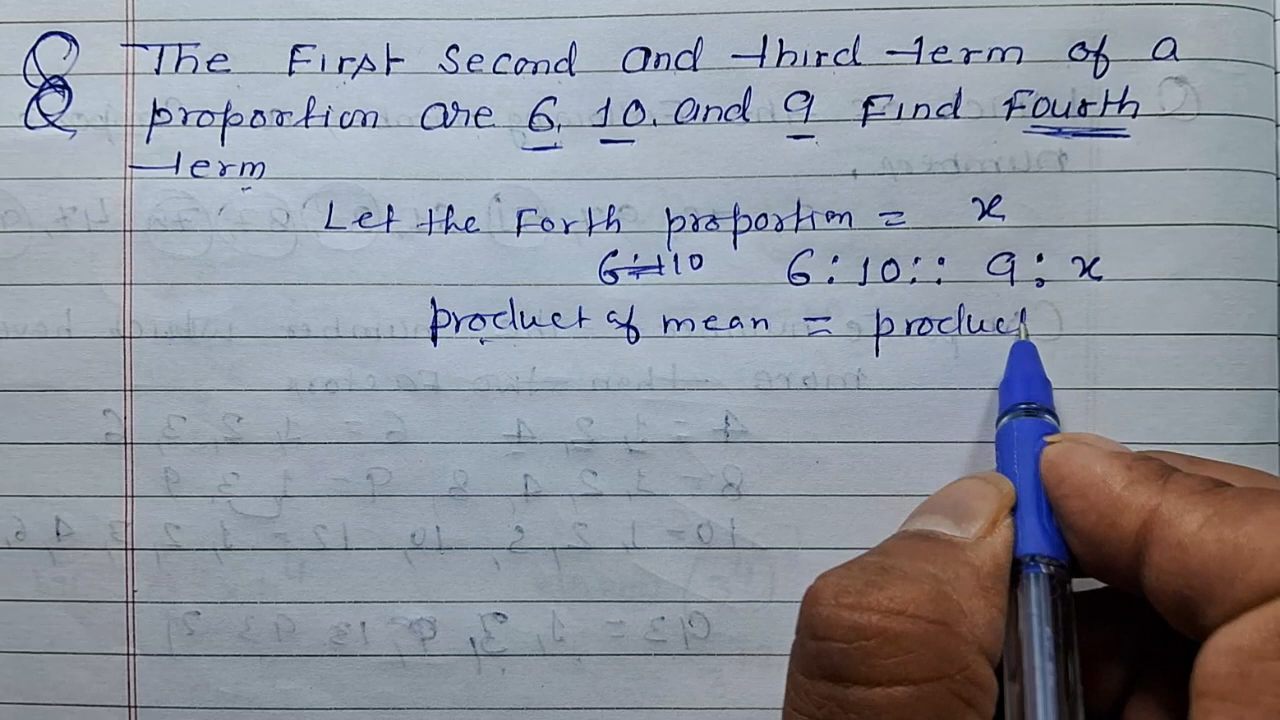 Q The First Second and third term of a
proportion are 6, 10, and 9 Find Fourth
term
Let the Forth proportion = x
6:10 6:10:: 9:x
product of mean = product